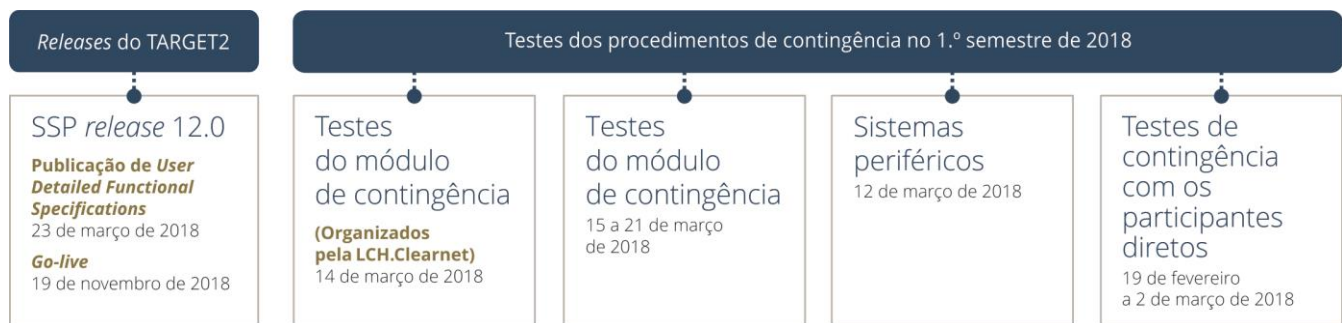 Releases do TARGET2
Testes dos procedimentos de contingência no 1.º semestre de 2018
SSP release 12.0
Publicação de User
Detailed Functional
Specifications
23 de março de 2018
Go-live
19 de novembro de 2018
Testes
do módulo
de contingência
(Organizados
pela LCH.Clearnet)
14 de março de 2018
Testes
do módulo
de contingência
15 a 21 de março
de 2018
Sistemas
periféricos
12 de março de 2018
Testes de
contingência
com os
participantes
diretos
19 de fevereiro
a 2 de março de 2018